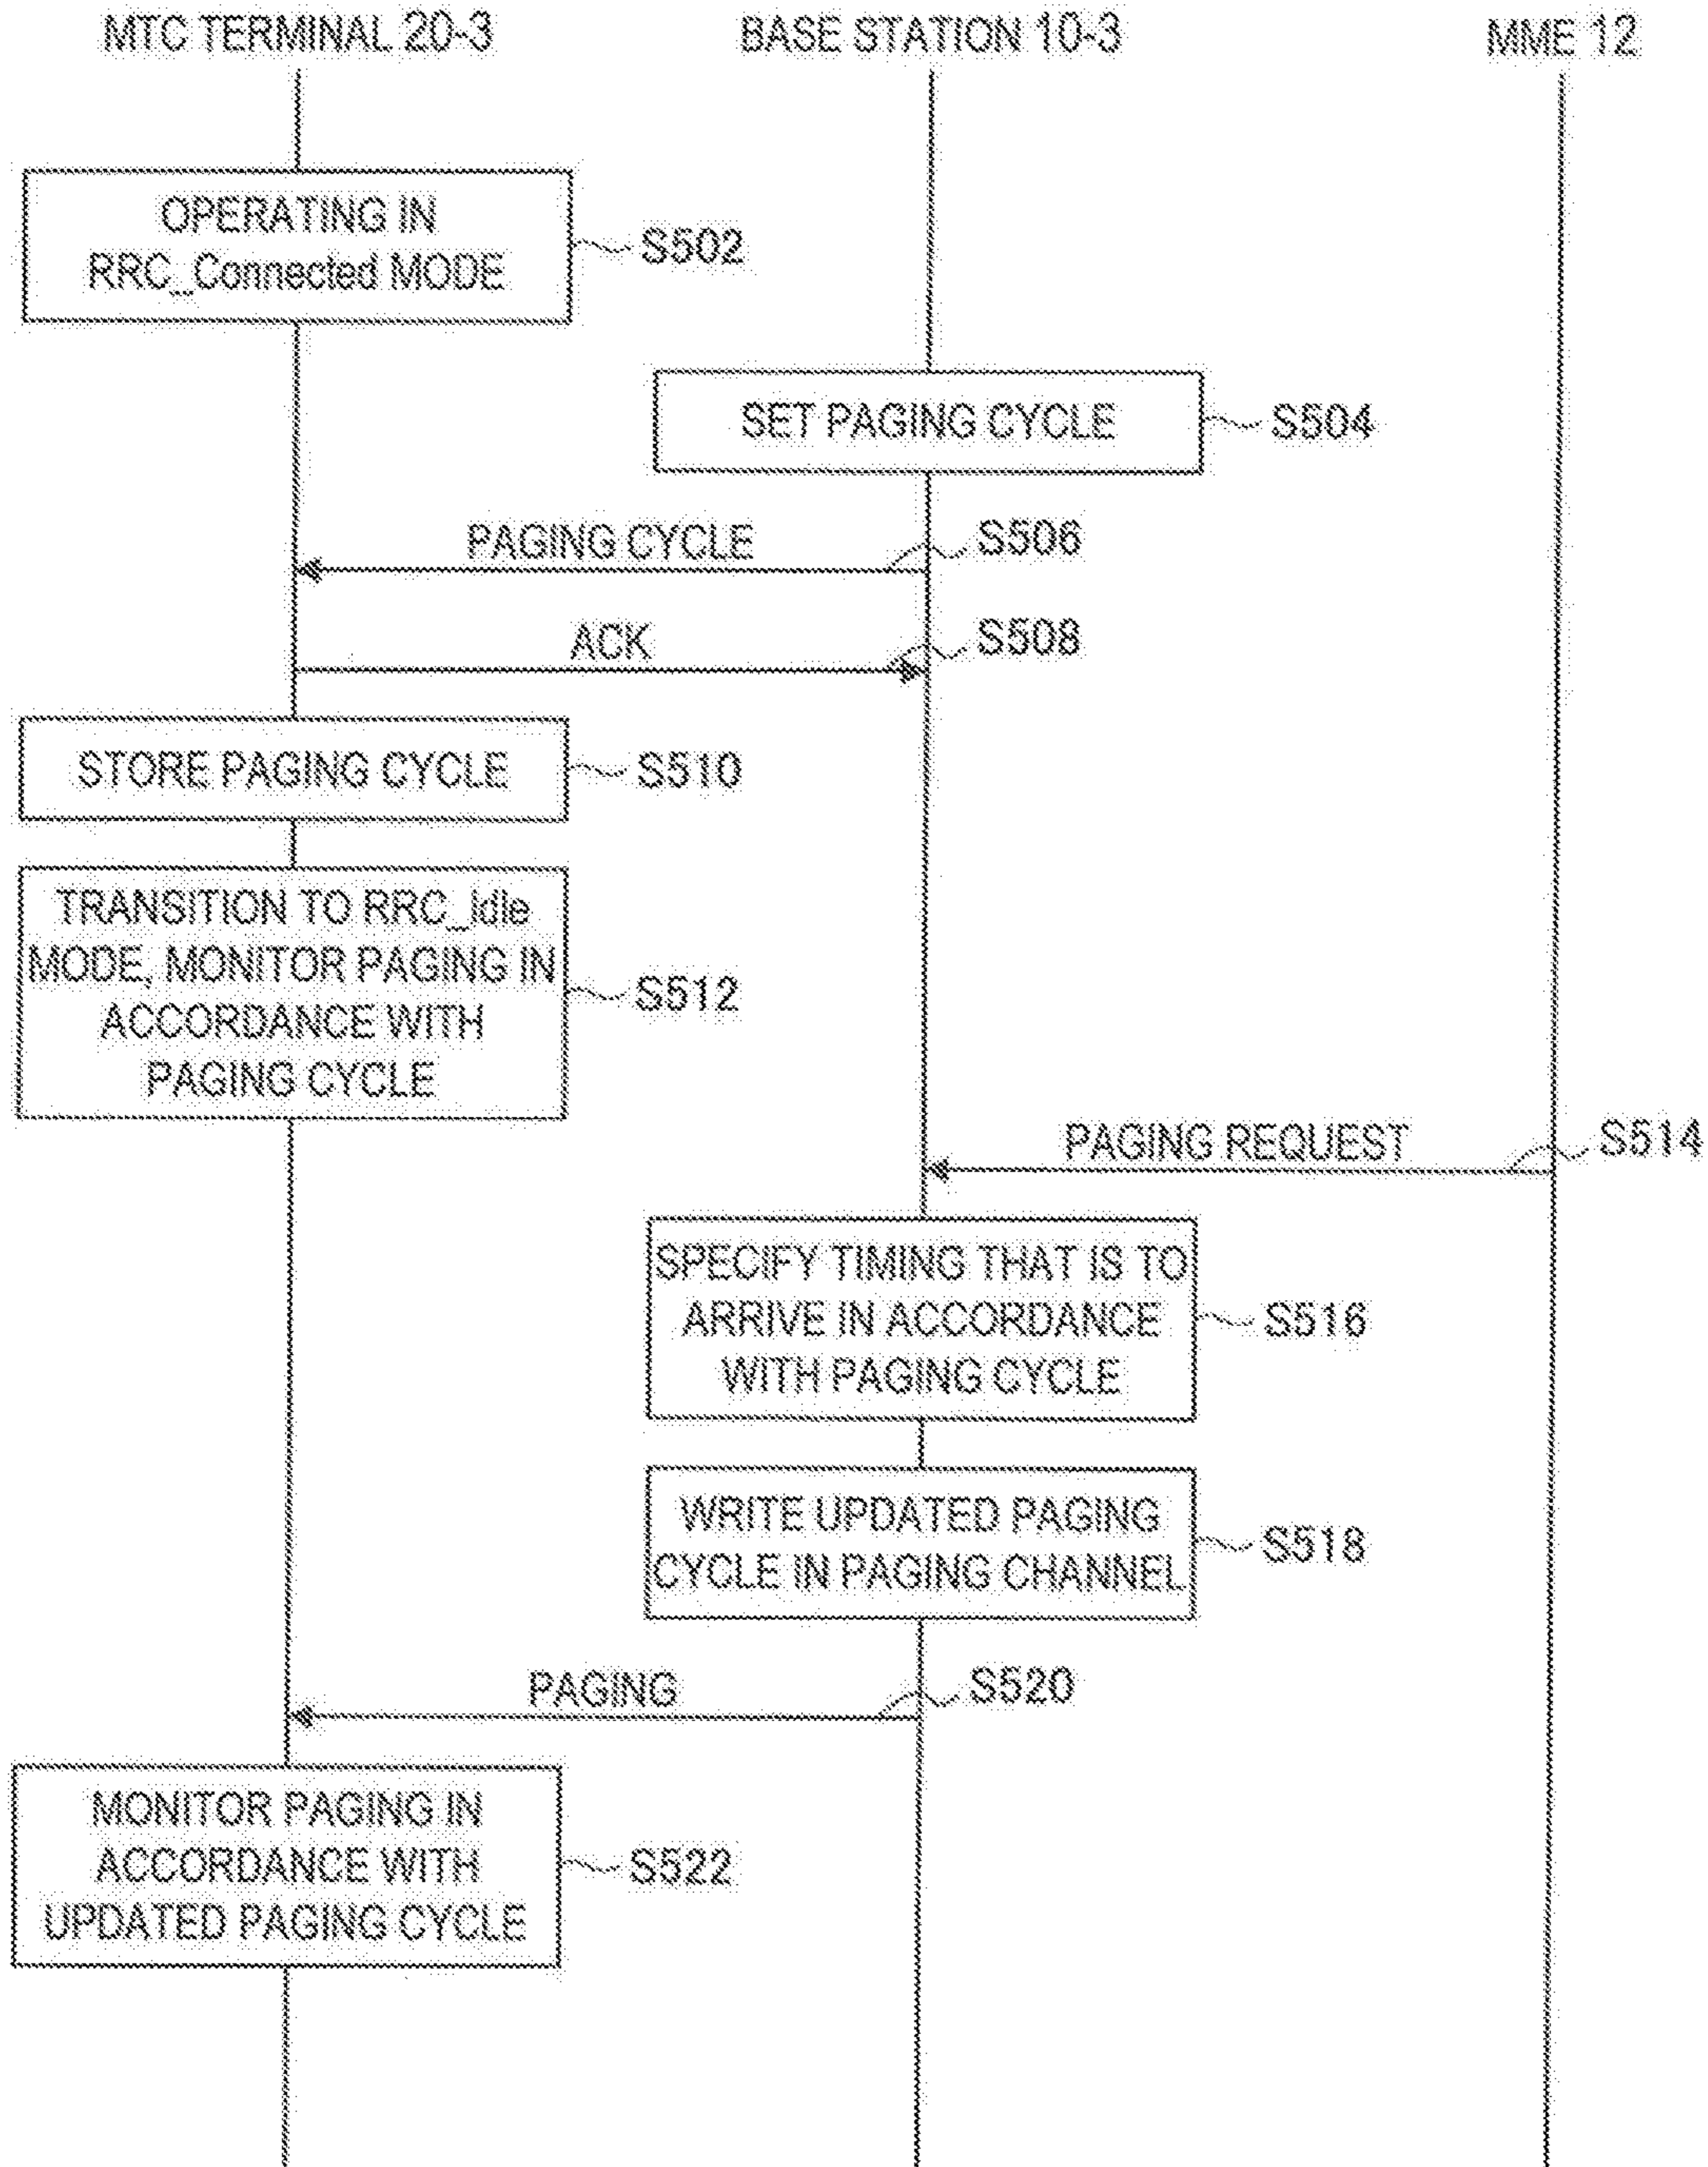 MTC TERMINAL 20-3
BASE STATION 10-3
MME 12
OPERATING IN
RRC_Connected MODE
S502
SET PAGING CYCLE
S504
PAGING CYCLE
S506
ACK
S508
STORE PAGING CYCLE
S510
TRANSITION TO RRC_Idle
MODE, MONITOR PAGING IN
ACCORDANCE WITH
PAGING CYCLE
S512
PAGING REQUEST
S514
SPECIFY TIMING THAT IS TO
ARRIVE IN ACCORDANCE
WITH PAGING CYCLE
S516
WRITE UPDATED PAGING
CYCLE IN PAGING CHANNEL
S518
PAGING
S520
MONITOR PAGING IN
ACCORDANCE WITH
UPDATED PAGING CYCLE
S522